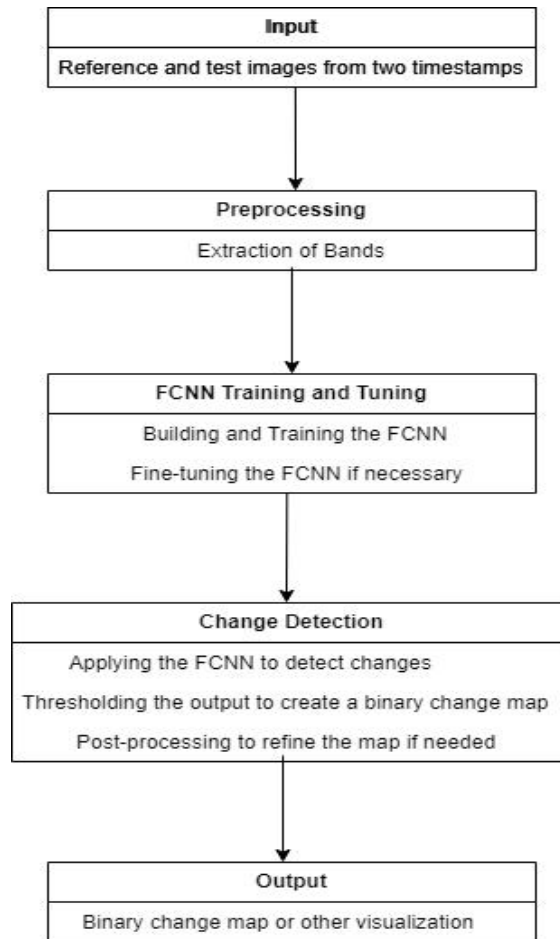 Input
Reference and test images from two timestamps
Preprocessing
Extraction of Bands
FCNN Training and Tuning
Building and Training the FCNN
Fine-tuning the FCNN if necessary
Change Detection
Applying the FCNN to detect changes
Thresholding the output to create a binary change map
Post-processing to refine the map if needed
Output
Binary change map or other visualization